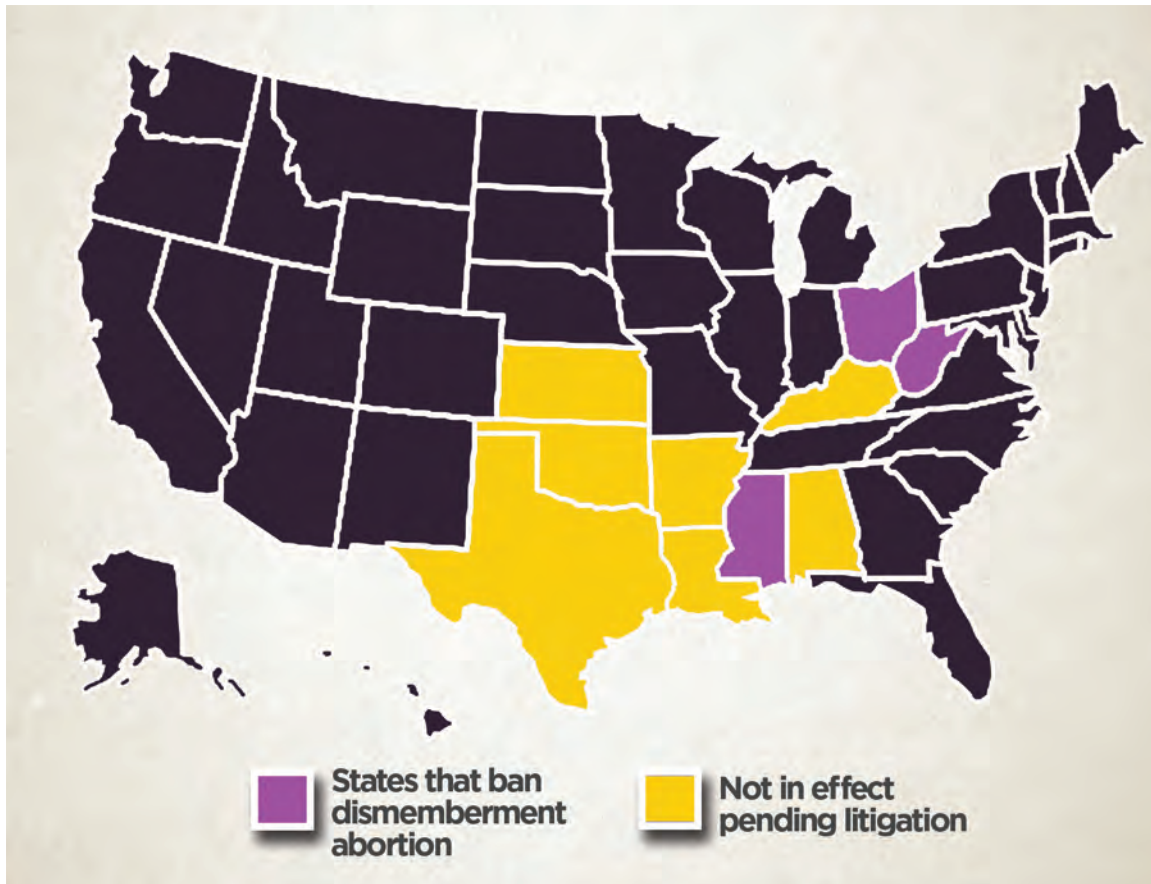 States that ban
dismemberment
abortion
Not in effect
pending litigation